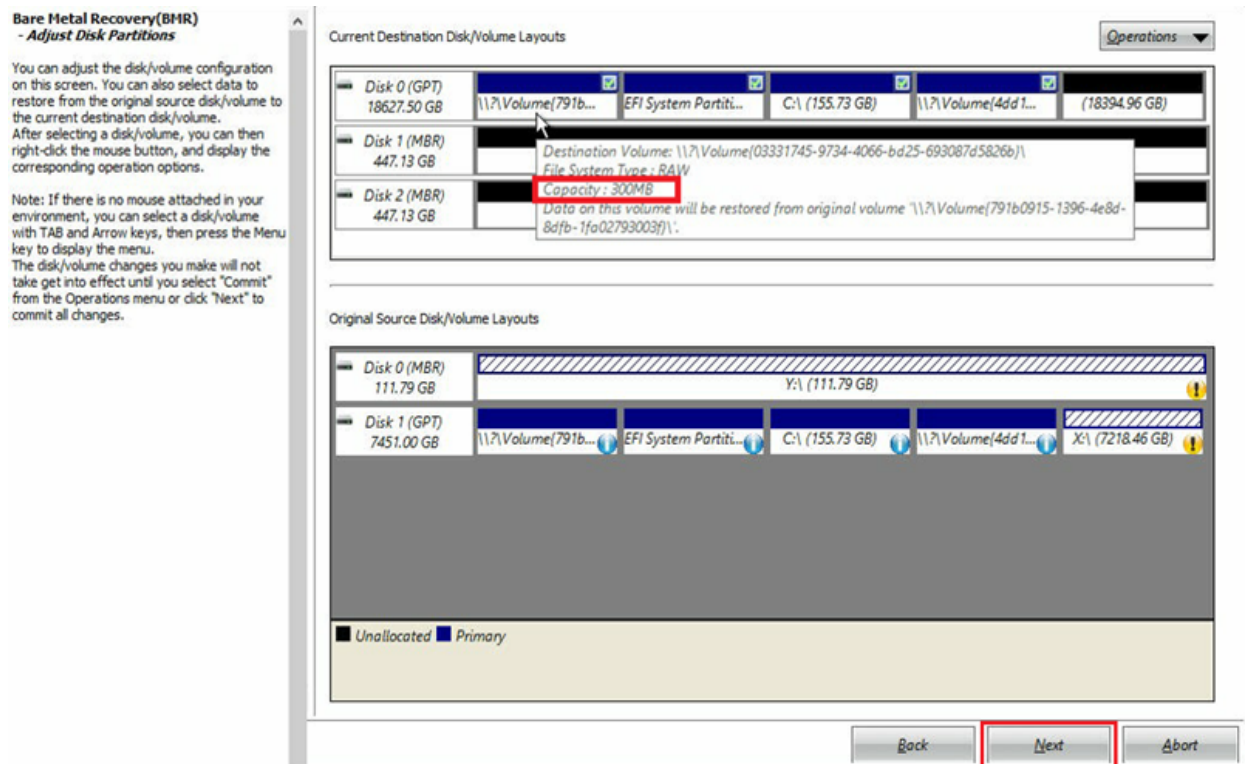 Bare Metal Recovery(BMR)
- Adjust Disk Partitions
You can adjust the disk/volume configuration
on this screen. You can also select data to
restore from the original source disk/volume to
the current destination disk/volume.
After selecting a disk/volume, you can then
right-click the mouse button, and display the
corresponding operation options.
Note: If there is no mouse attached in your
environment, you can select a disk/volume
with TAB and Arrow keys, then press the Menu
key to display the menu.
The disk/volume changes you make will not
take get into effect until you select "Commit"
from the Operations menu or click "Next" to
commit all changes.
Current Destination Disk/Volume Layouts
Operations
Disk 0 (GPT)
18627.50 GB
\\?\Volume{791b...
EFI System Partiti...
C:\ (155.73 GB)
\\?\Volume{4dd1...
(18394.96 GB)
Disk 1 (MBR)
447.13 GB
Disk 2 (MBR)
447.13 GB
Destination Volume: \\?\Volume{03331745-9734-4066-bd25-693087d5826b}\
File System Type : RAW
Capacity : 300MB
Data on this volume will be restored from original volume '\\?\Volume{791b0915-1396-4e8d-
8dfb-1fa02793003f}\'.
Original Source Disk/Volume Layouts
Disk 0 (MBR)
111.79 GB
Y:\ (111.79 GB)
Disk 1 (GPT)
7451.00 GB
\\?\Volume{791b...
EFI System Partiti...
C:\ (155.73 GB)
\\?\Volume{4dd1...
X:\ (7218.46 GB)
Unallocated Primary
Back
Next
Abort